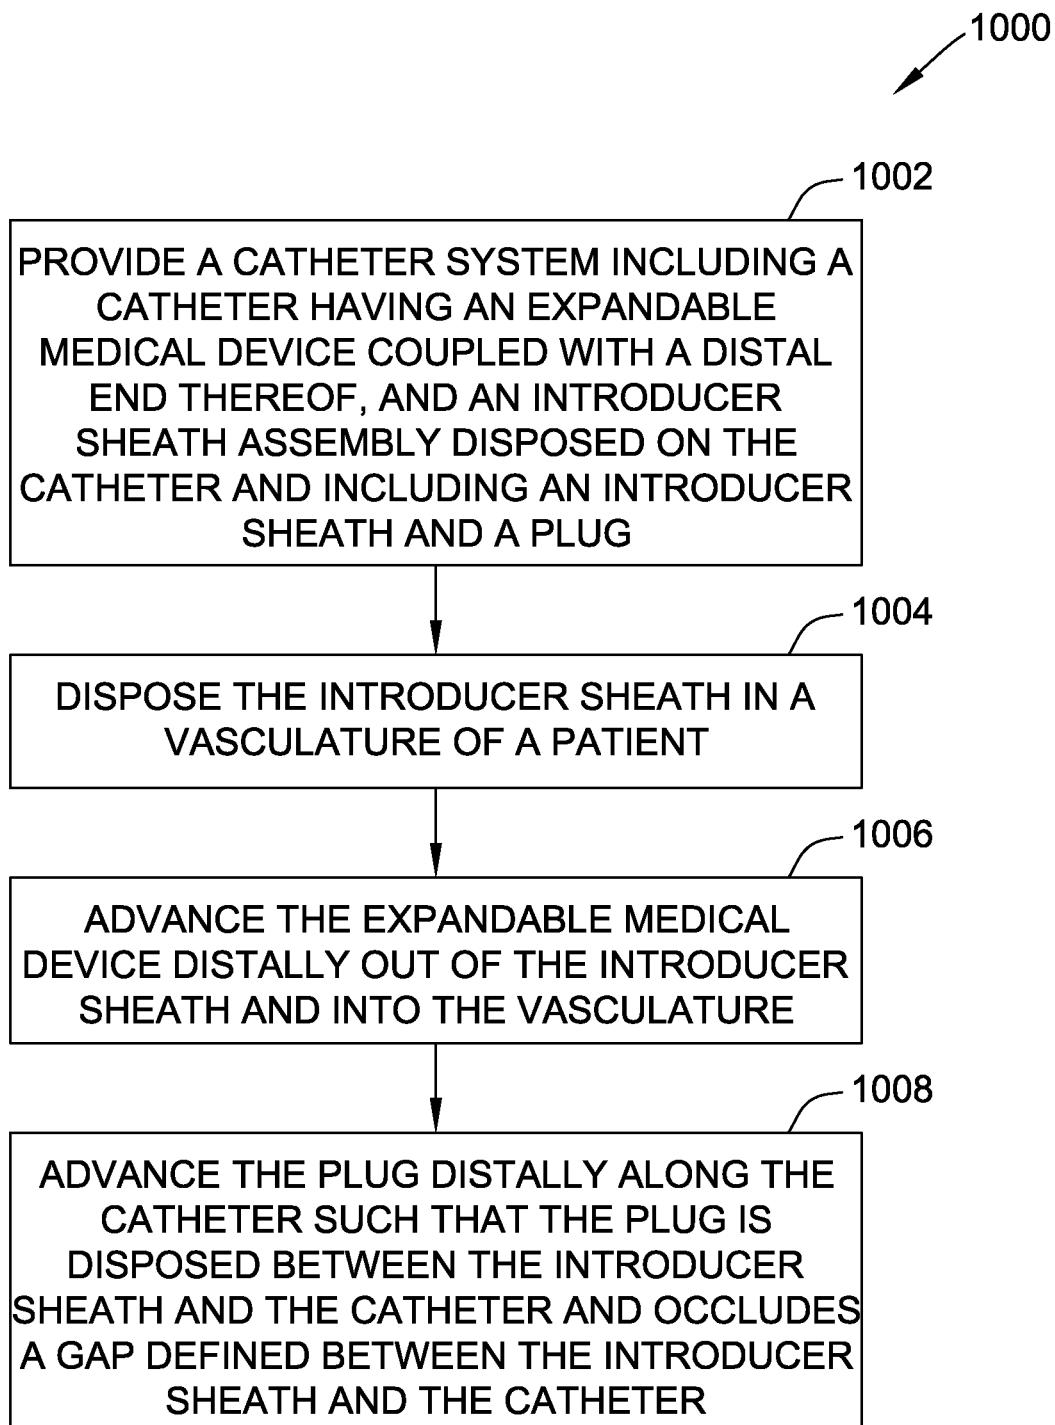 1000
1002
PROVIDE A CATHETER SYSTEM INCLUDING A
CATHETER HAVING AN EXPANDABLE
MEDICAL DEVICE COUPLED WITH A DISTAL
END THEREOF, AND AN INTRODUCER
SHEATH ASSEMBLY DISPOSED ON THE
CATHETER AND INCLUDING AN INTRODUCER
SHEATH AND A PLUG
1004
DISPOSE THE INTRODUCER SHEATH IN A
VASCULATURE OF A PATIENT
1006
ADVANCE THE EXPANDABLE MEDICAL
DEVICE DISTALLY OUT OF THE INTRODUCER
SHEATH AND INTO THE VASCULATURE
1008
ADVANCE THE PLUG DISTALLY ALONG THE
CATHETER SUCH THAT THE PLUG IS
DISPOSED BETWEEN THE INTRODUCER
SHEATH AND THE CATHETER AND OCCLUDES
A GAP DEFINED BETWEEN THE INTRODUCER
SHEATH AND THE CATHETER